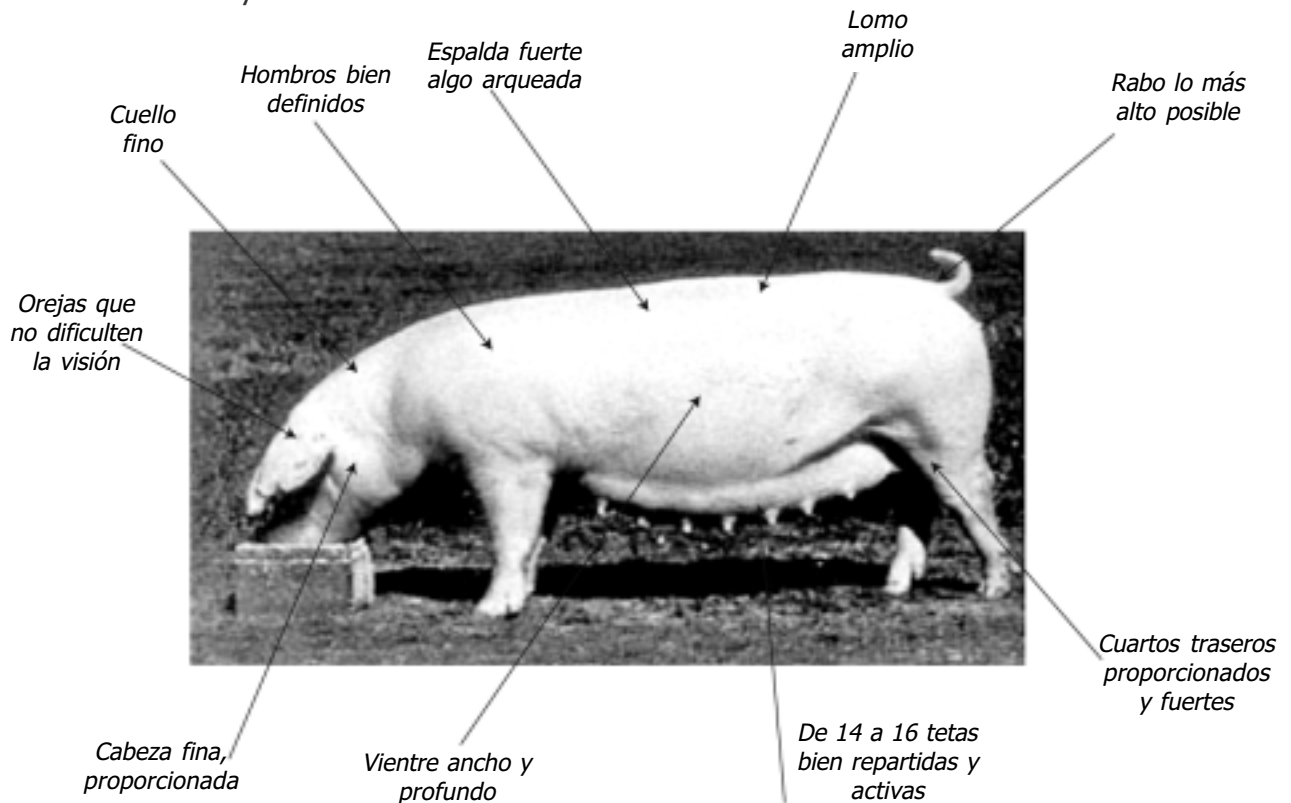 Lomo
amplio
Espalda fuerte
algo arqueada
Hombros bien
definidos
Rabo lo más
alto posible
Cuello
fino
Orejas que
no dificulten
la visión
Cuartos traseros
proporcionados
y fuertes
De 14 a 16 tetas
bien repartidas y
activas
Vientre ancho y
profundo
Cabeza fina,
proporcionada